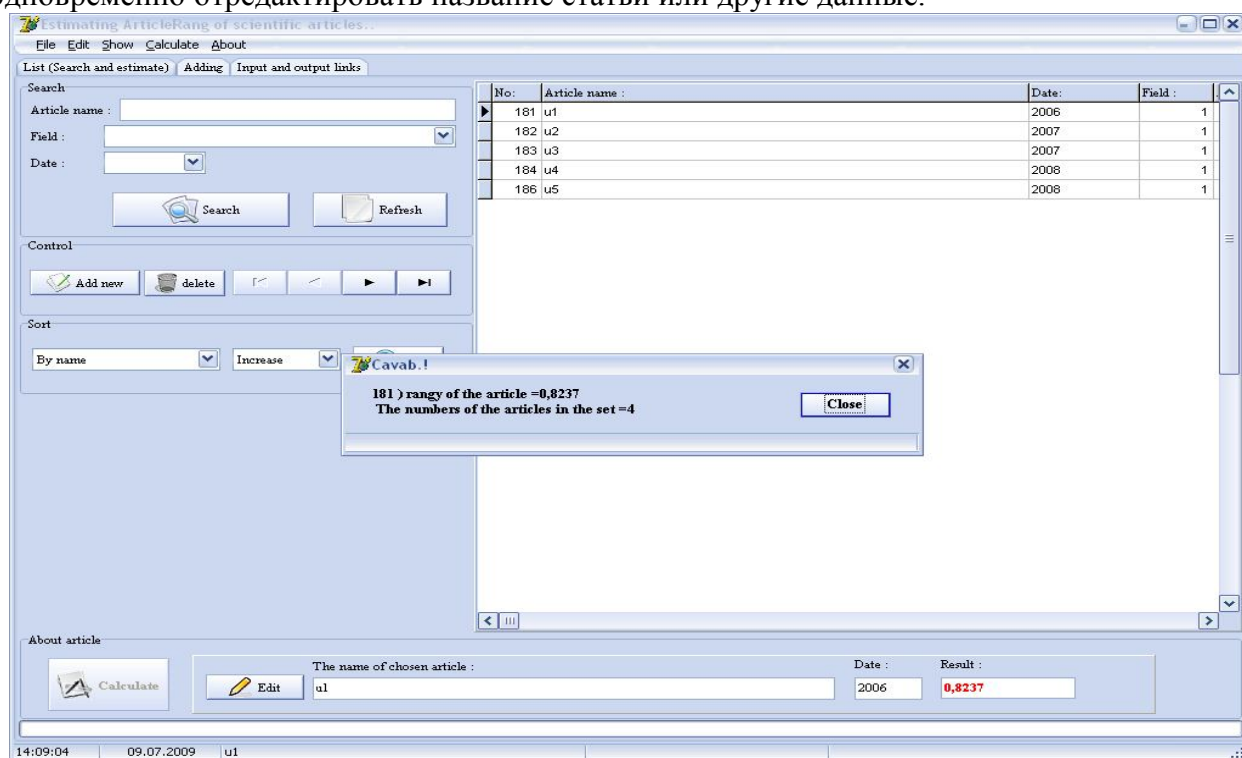 одновременно отредактировать название статьи или другие данные.
Estimating ArticleRang of scientific articles..
File Edit Show Calculate About
List (Search and estimate) Adding Input and output links
Search
Article name :
Field :
Date :
Search Refresh
Control
Add new delete
Sort
By name Increase
No: Article name : Date: Field :
181 u1 2006 1
182 u2 2007 1
183 u3 2007 1
184 u4 2008 1
186 u5 2008 1
Cavab.!
181 ) rangy of the article =0,8237
The numbers of the articles in the set =4
Close
About article
Calculate
Edit
The name of chosen article :
u1
Date :
2006
Result :
0,8237
14:09:04 09.07.2009 u1